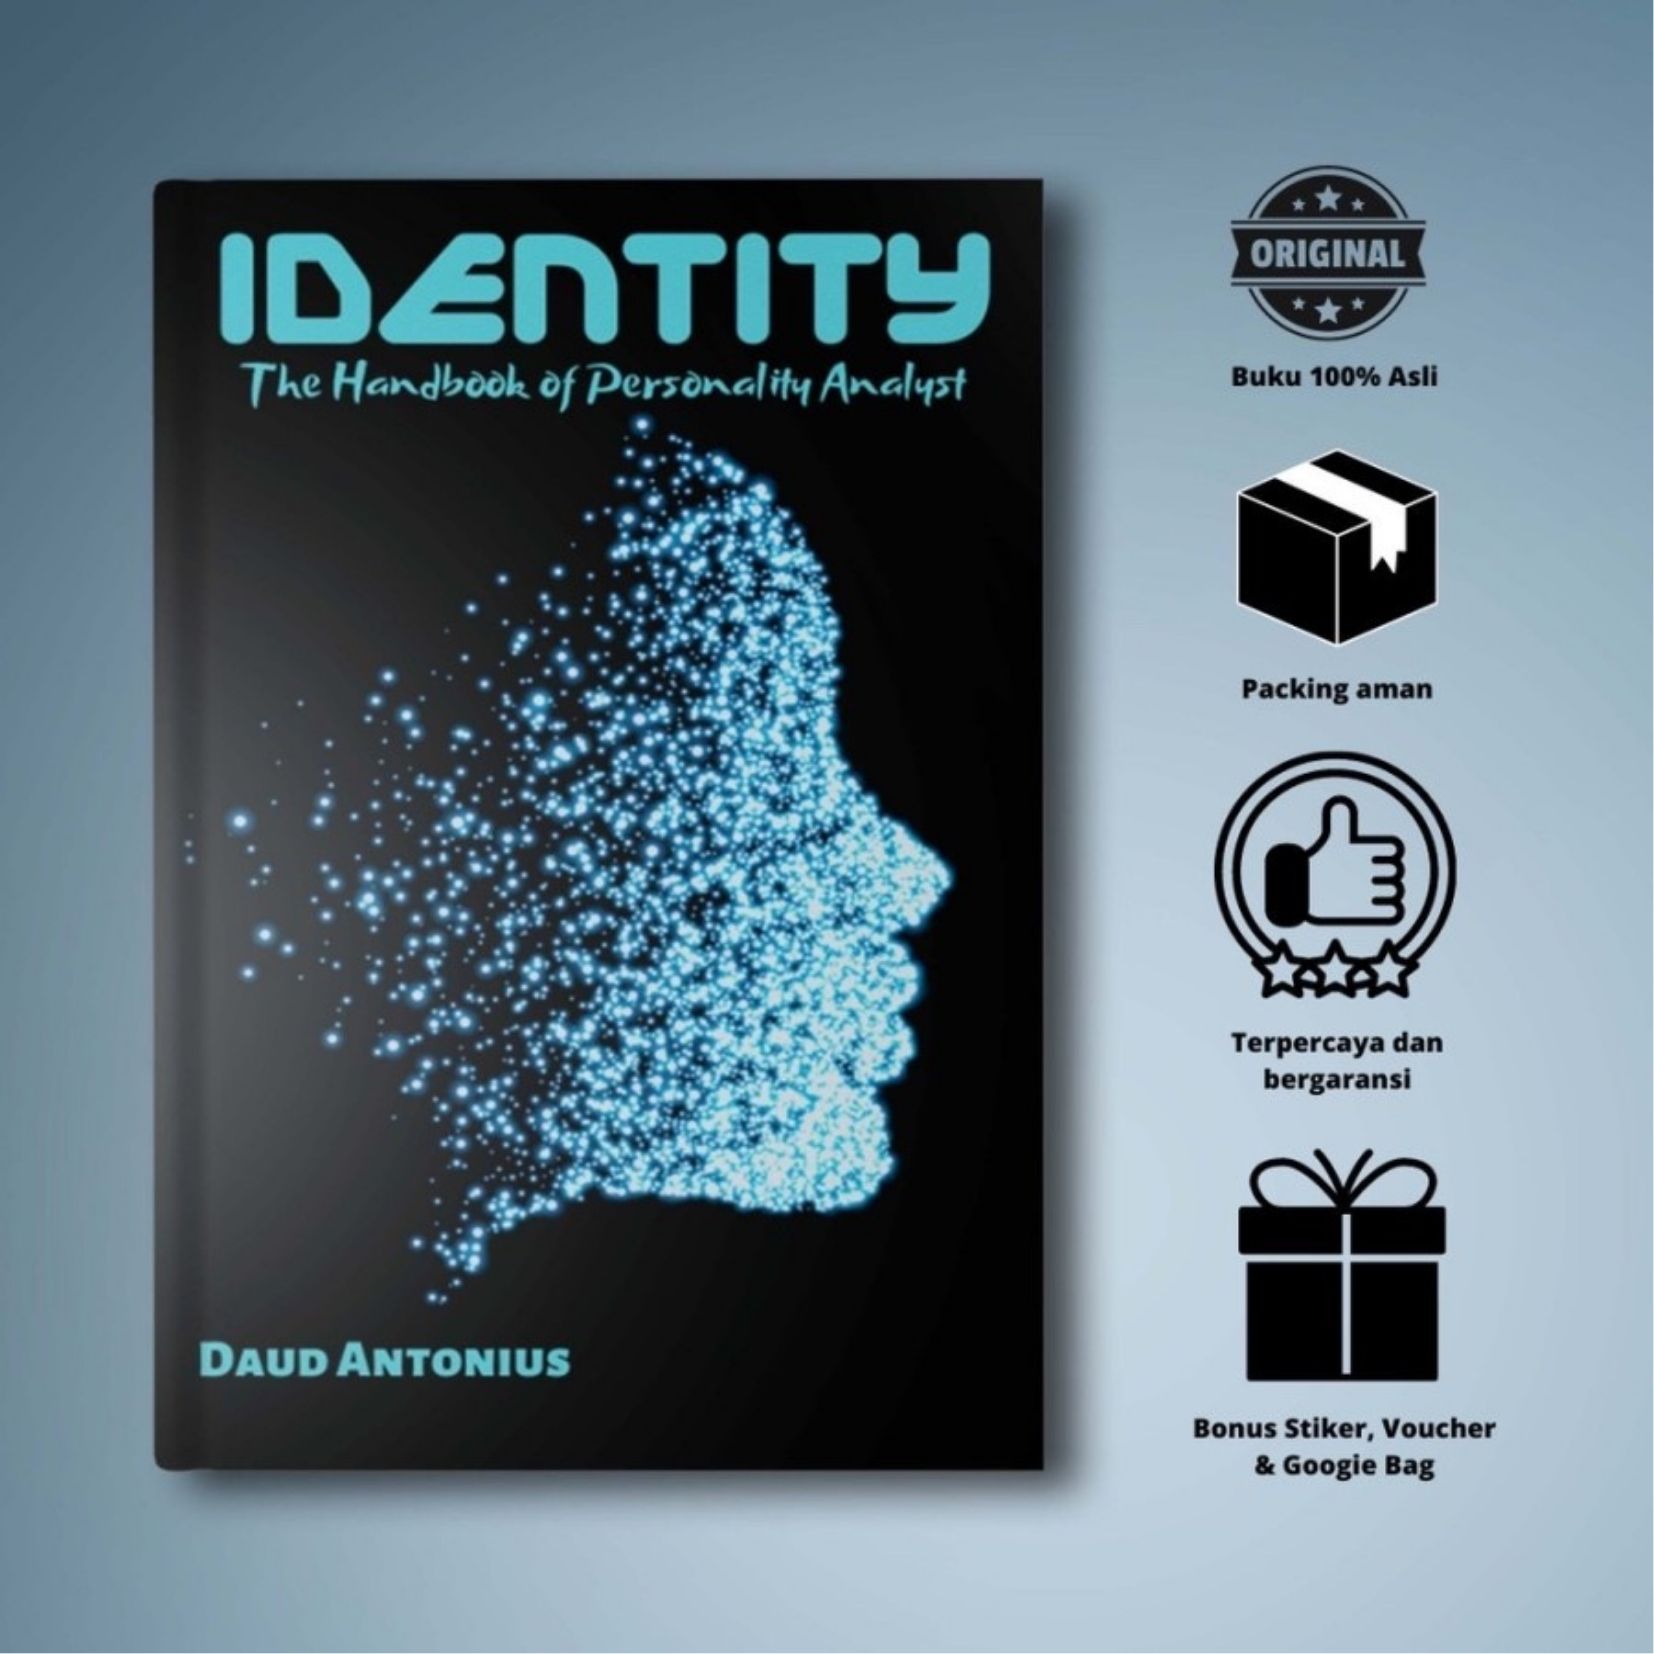 IDENTITY
The Handbook of Personality Analyst
DAUD ANTONIUS
ORIGINAL
Buku 100% Asli
Packing aman
Terpercaya dan
bergaransi
Bonus Stiker, Voucher
& Googie Bag